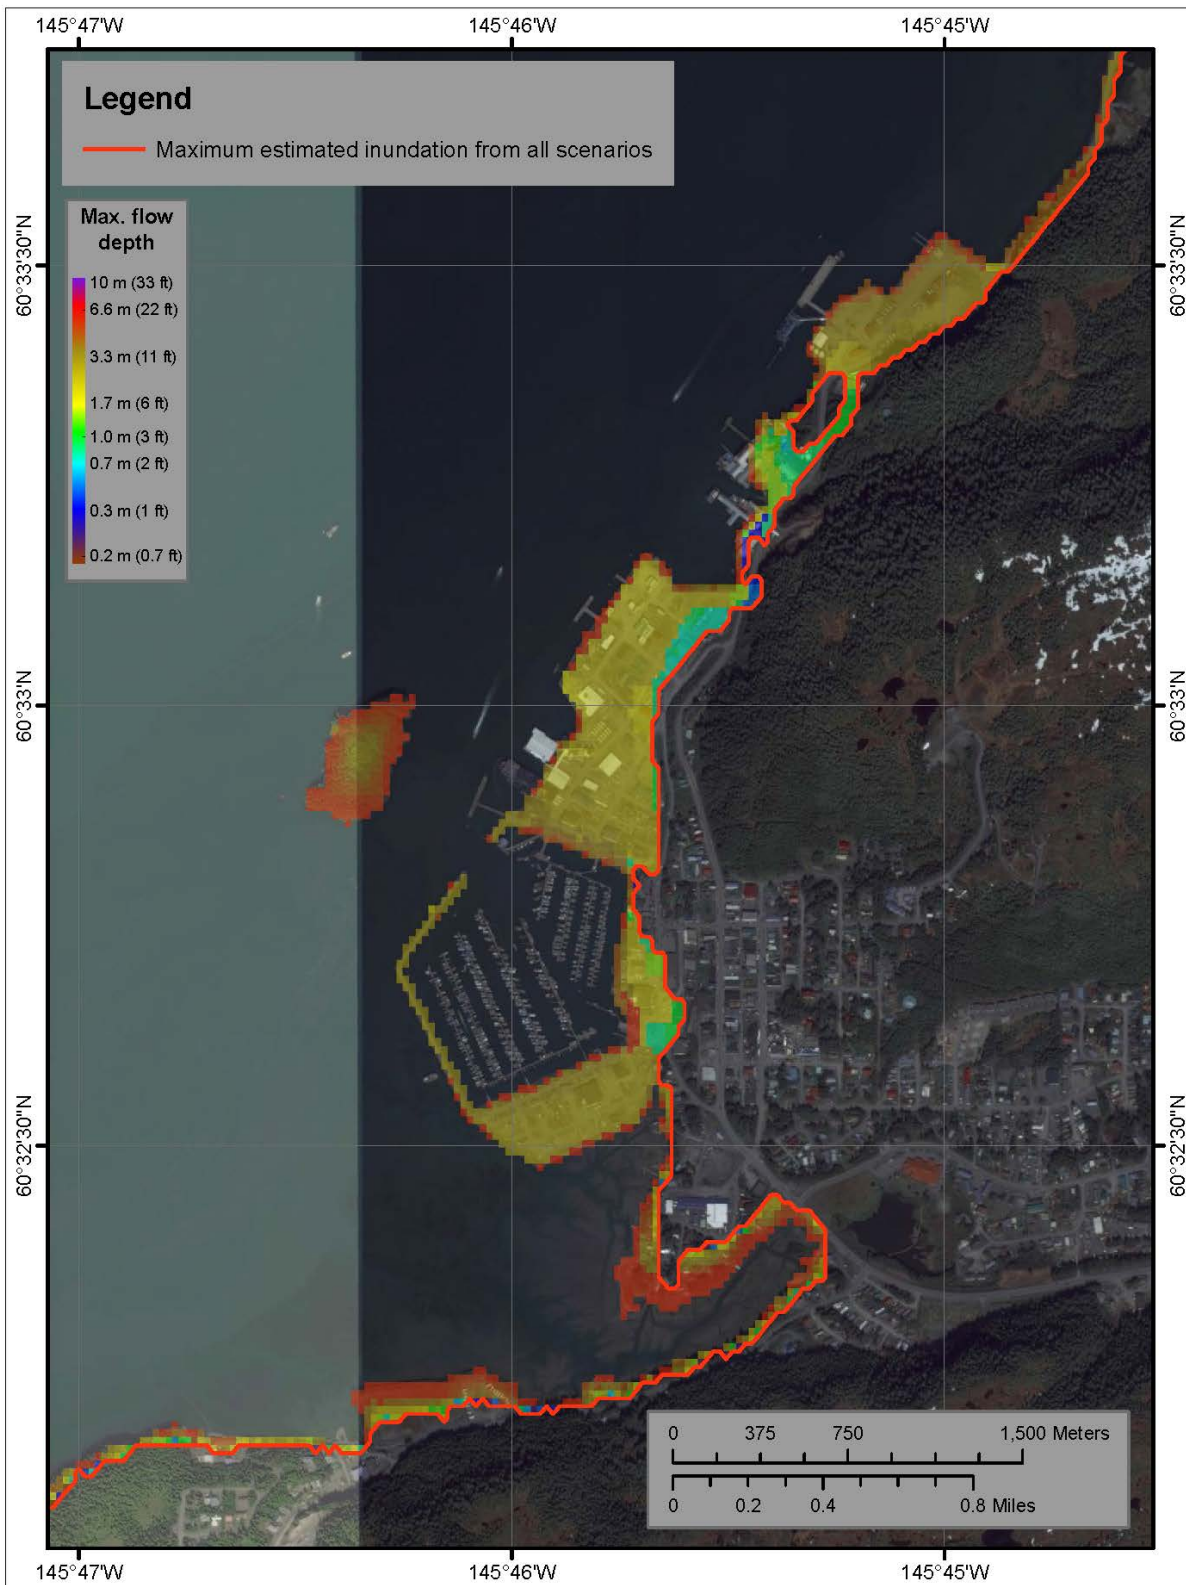 145°47'W 145°46'W 145°45'W
Legend
Maximum estimated inundation from all scenarios
Max. flow
depth
10 m (33 ft)
6.6 m (22 ft)
3.3 m (11 ft)
1.7 m (6 ft)
1.0 m (3 ft)
0.7 m (2 ft)
0.3 m (1 ft)
0.2 m (0.7 ft)
60°33'30"N
60°33'30"N
60°33'N
60°33'N
60°32'30"N
60°32'30"N
0 375 750 1,500 Meters
0 0.2 0.4 0.8 Miles
145°47'W 145°46'W 145°45'W